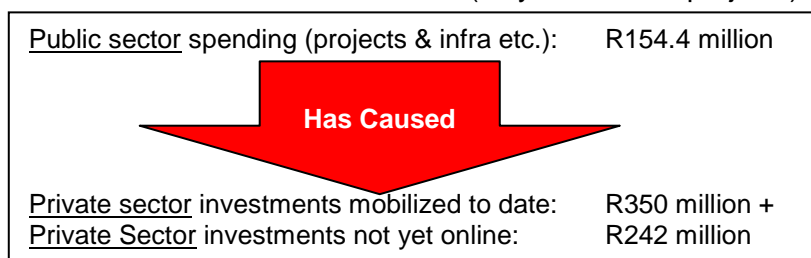 Public sector spending (projects & infra etc.): R154.4 million
Has Caused
Private sector investments mobilized to date: R350 million +
Private Sector investments not yet online: R242 million